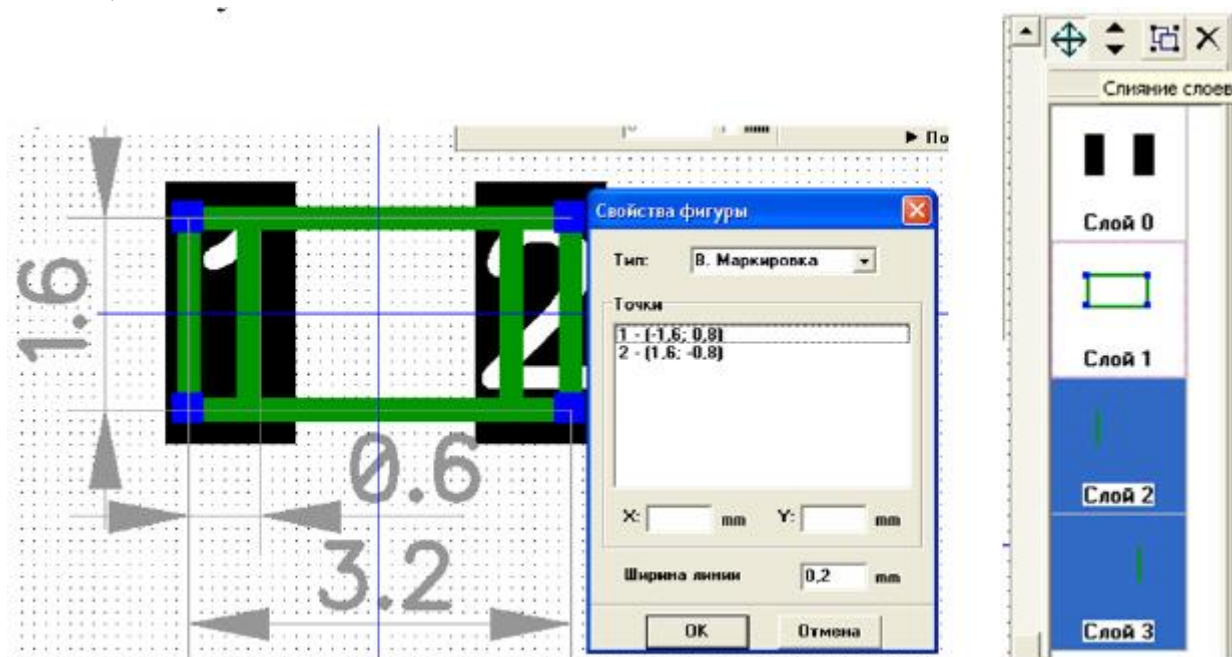 По
1
2
1.6
0.6
3.2
Свойства фигуры
Тип: В. Маркировка
Точки
1 - (-1,6; 0,8)
2 - (1,6; -0,8)
X: mm Y: mm
Ширина линии 0,2 mm
OK Отмена
Слияние слоев
Слой 0
Слой 1
Слой 2
Слой 3